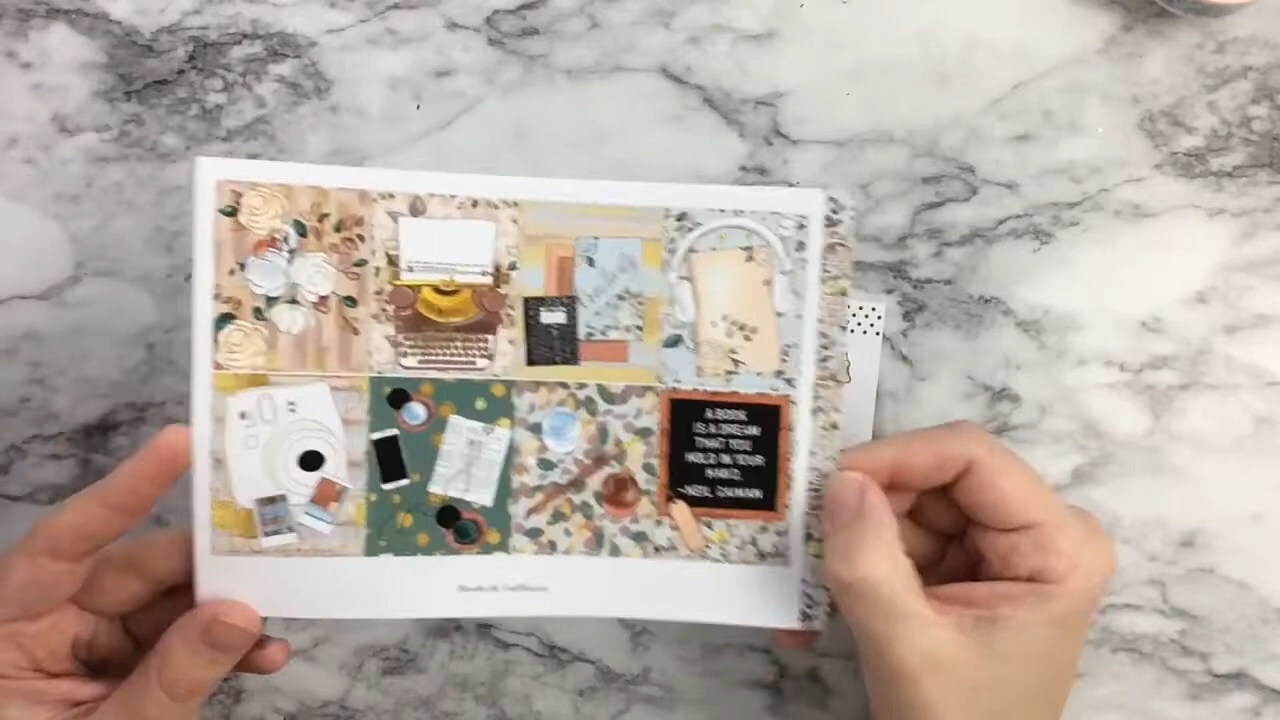 A BOOK
IS A DREAM
THAT YOU
HOLD IN YOUR
HAND.
-NEIL GAIMAN